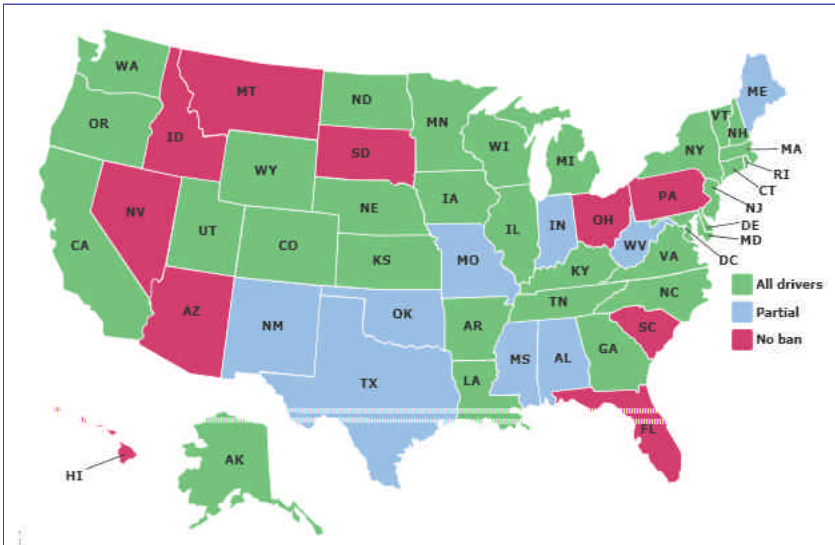 WA
MT
ND
MN
ME
OR
ID
SD
WI
MI
VT
NH
NY
MA
RI
CT
WY
IA
NE
PA
NJ
NV
UT
CO
IL
IN
OH
DE
MD
CA
KS
MO
WV
VA
DC
KY
All drivers
AZ
NM
OK
AR
TN
NC
Partial
SC
No ban
TX
MS
AL
GA
LA
FL
HI
AK